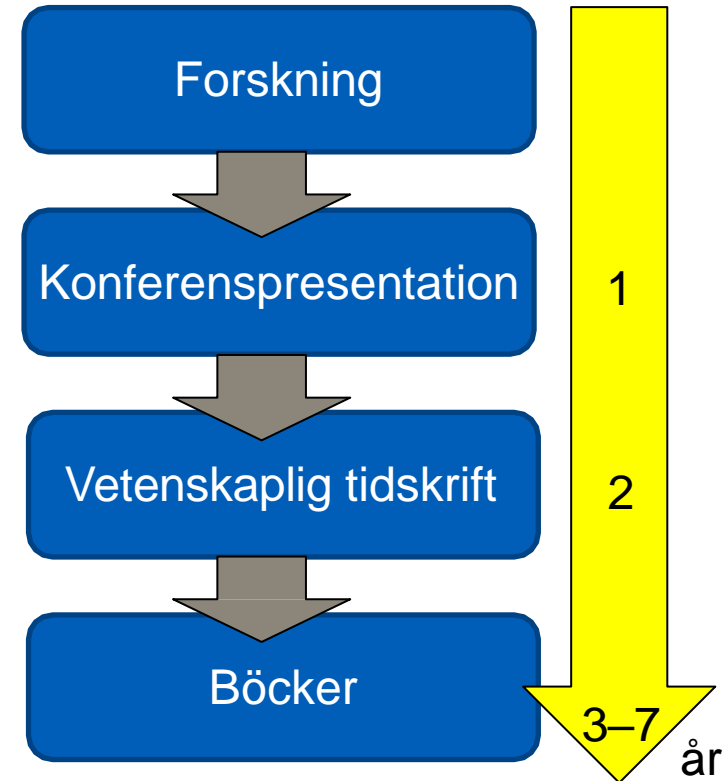 Forskning
Konferenspresentation
1
Vetenskaplig tidskrift
2
Böcker
3–7
år